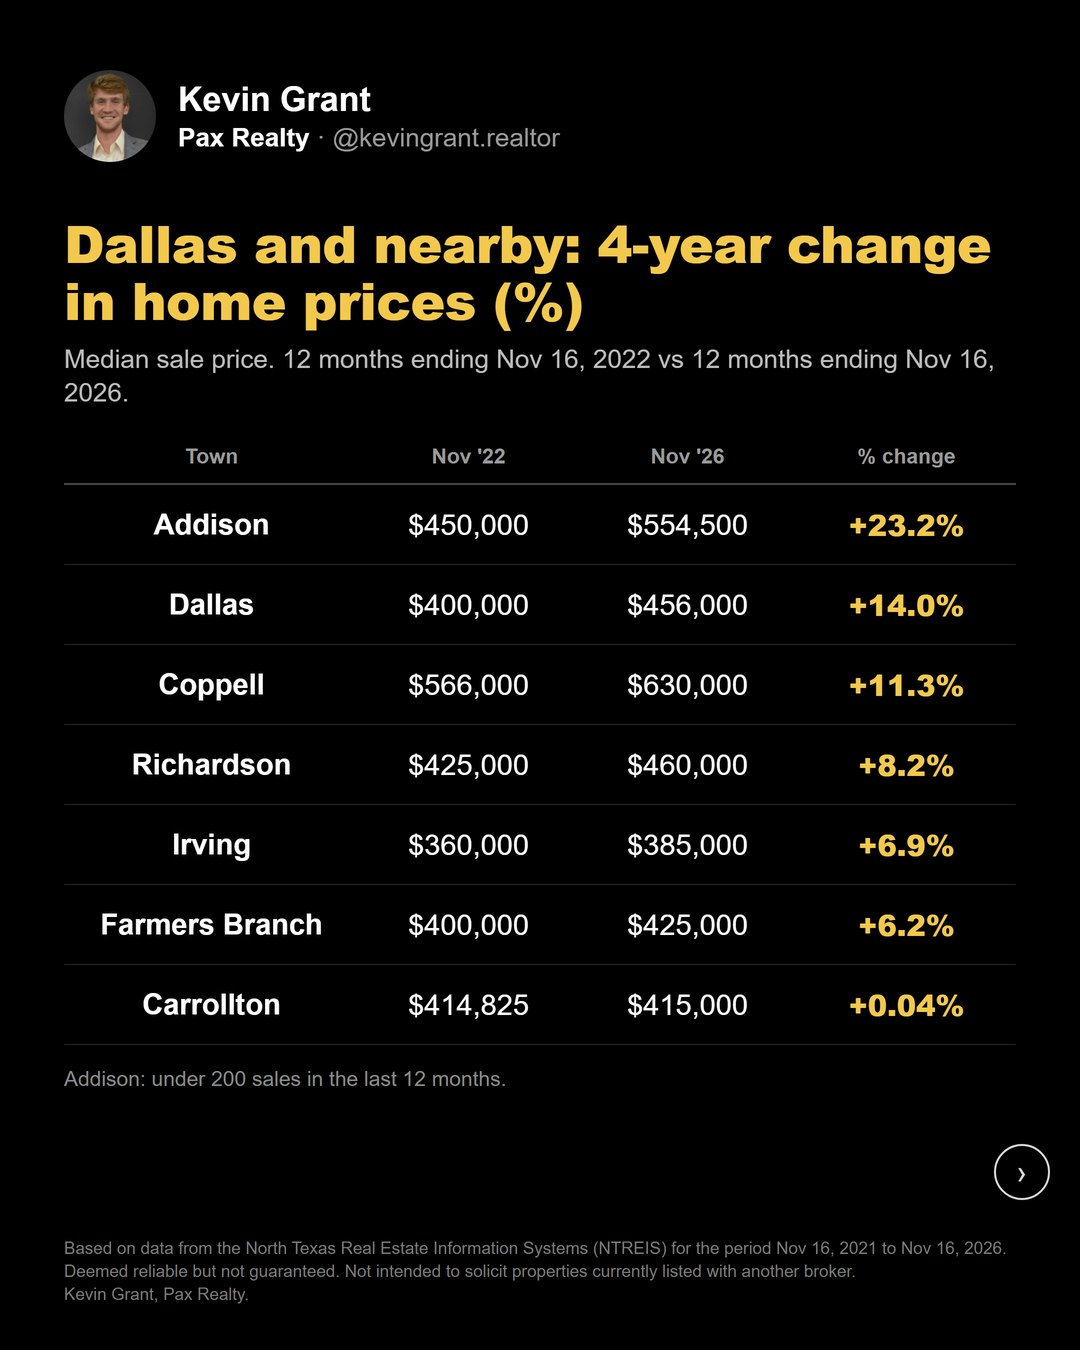 Kevin Grant
Pax Realty · @kevingrant.realtor
Dallas and nearby: 4-year change
in home prices (%)
Median sale price. 12 months ending Nov 16, 2022 vs 12 months ending Nov 16,
2026.
Town Nov '22 Nov '26 % change
Addison $450,000 $554,500 +23.2%
Dallas $400,000 $456,000 +14.0%
Coppell $566,000 $630,000 +11.3%
Richardson $425,000 $460,000 +8.2%
Irving $360,000 $385,000 +6.9%
Farmers Branch $400,000 $425,000 +6.2%
Carrollton $414,825 $415,000 +0.04%
Addison: under 200 sales in the last 12 months.
›
Based on data from the North Texas Real Estate Information Systems (NTREIS) for the period Nov 16, 2021 to Nov 16, 2026.
Deemed reliable but not guaranteed. Not intended to solicit properties currently listed with another broker.
Kevin Grant, Pax Realty.